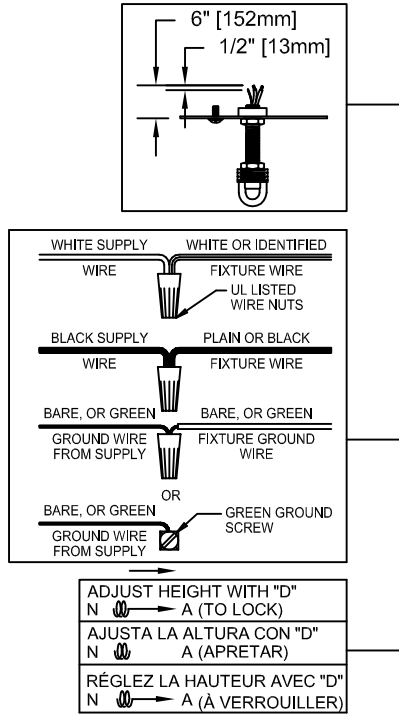 6" [152mm]
1/2" [13mm]
WHITE SUPPLY WHITE OR IDENTIFIED
WIRE FIXTURE WIRE
UL LISTED
WIRE NUTS
BLACK SUPPLY PLAIN OR BLACK
WIRE FIXTURE WIRE
BARE, OR GREEN BARE, OR GREEN
GROUND WIRE FIXTURE GROUND
FROM SUPPLY WIRE
OR
BARE, OR GREEN GREEN GROUND
SCREW
GROUND WIRE
FROM SUPPLY
ADJUST HEIGHT WITH "D"
N A (TO LOCK)
AJUSTA LA ALTURA CON "D"
N A (APRETAR)
RÉGLEZ LA HAUTEUR AVEC "D"
N A (À VERROUILLER)